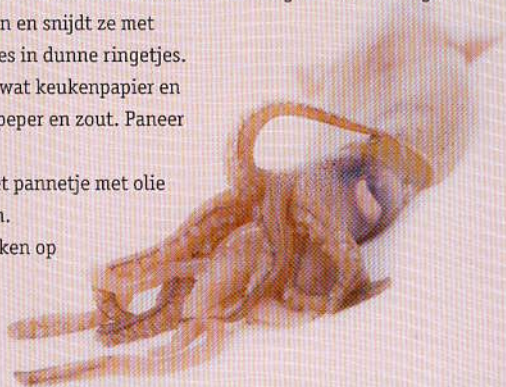 n en snijdt ze met
es in dunne ringetjes.
wat keukenpapier en
peper en zout. Paneer
et pannetje met olie
n.
ken op